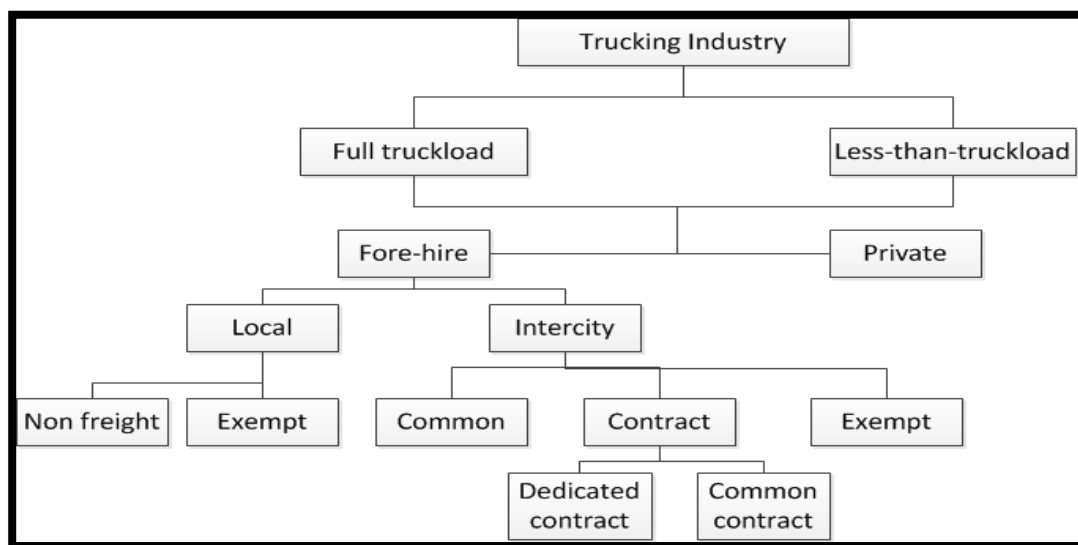 Trucking Industry
Full truckload
Less-than-truckload
Fore-hire
Private
Local
Intercity
Non freight
Exempt
Common
Contract
Exempt
Dedicated
contract
Common
contract